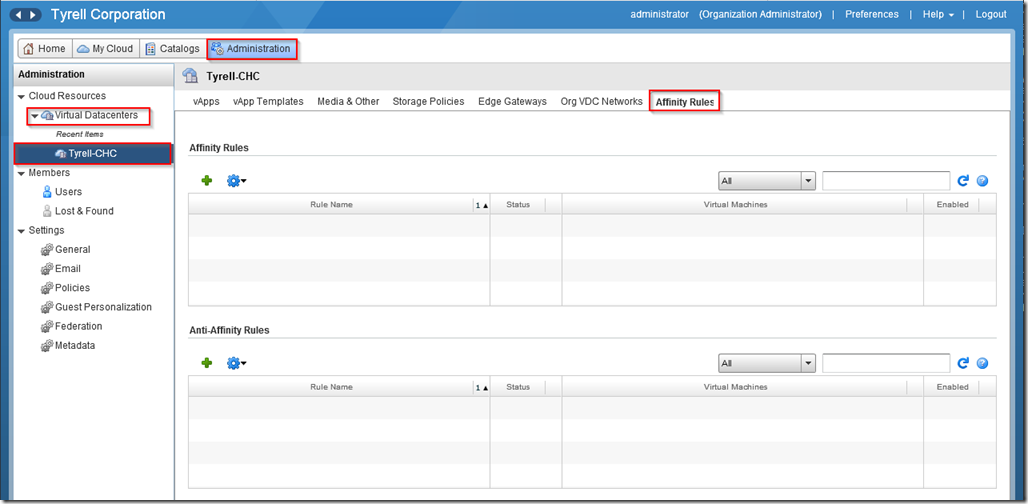 Tyrell Corporation
administrator (Organization Administrator) | Preferences | Help | Logout
Home My Cloud Catalogs Administration
Administration
Cloud Resources
Virtual Datacenters
Recent Items
Tyrell-CHC
Members
Users
Lost & Found
Settings
General
Email
Policies
Guest Personalization
Federation
Metadata
Tyrell-CHC
vApps vApp Templates Media & Other Storage Policies Edge Gateways Org VDC Networks Affinity Rules
Affinity Rules
All
Rule Name 1 ▲ Status Virtual Machines Enabled
Anti-Affinity Rules
All
Rule Name 1 ▲ Status Virtual Machines Enabled